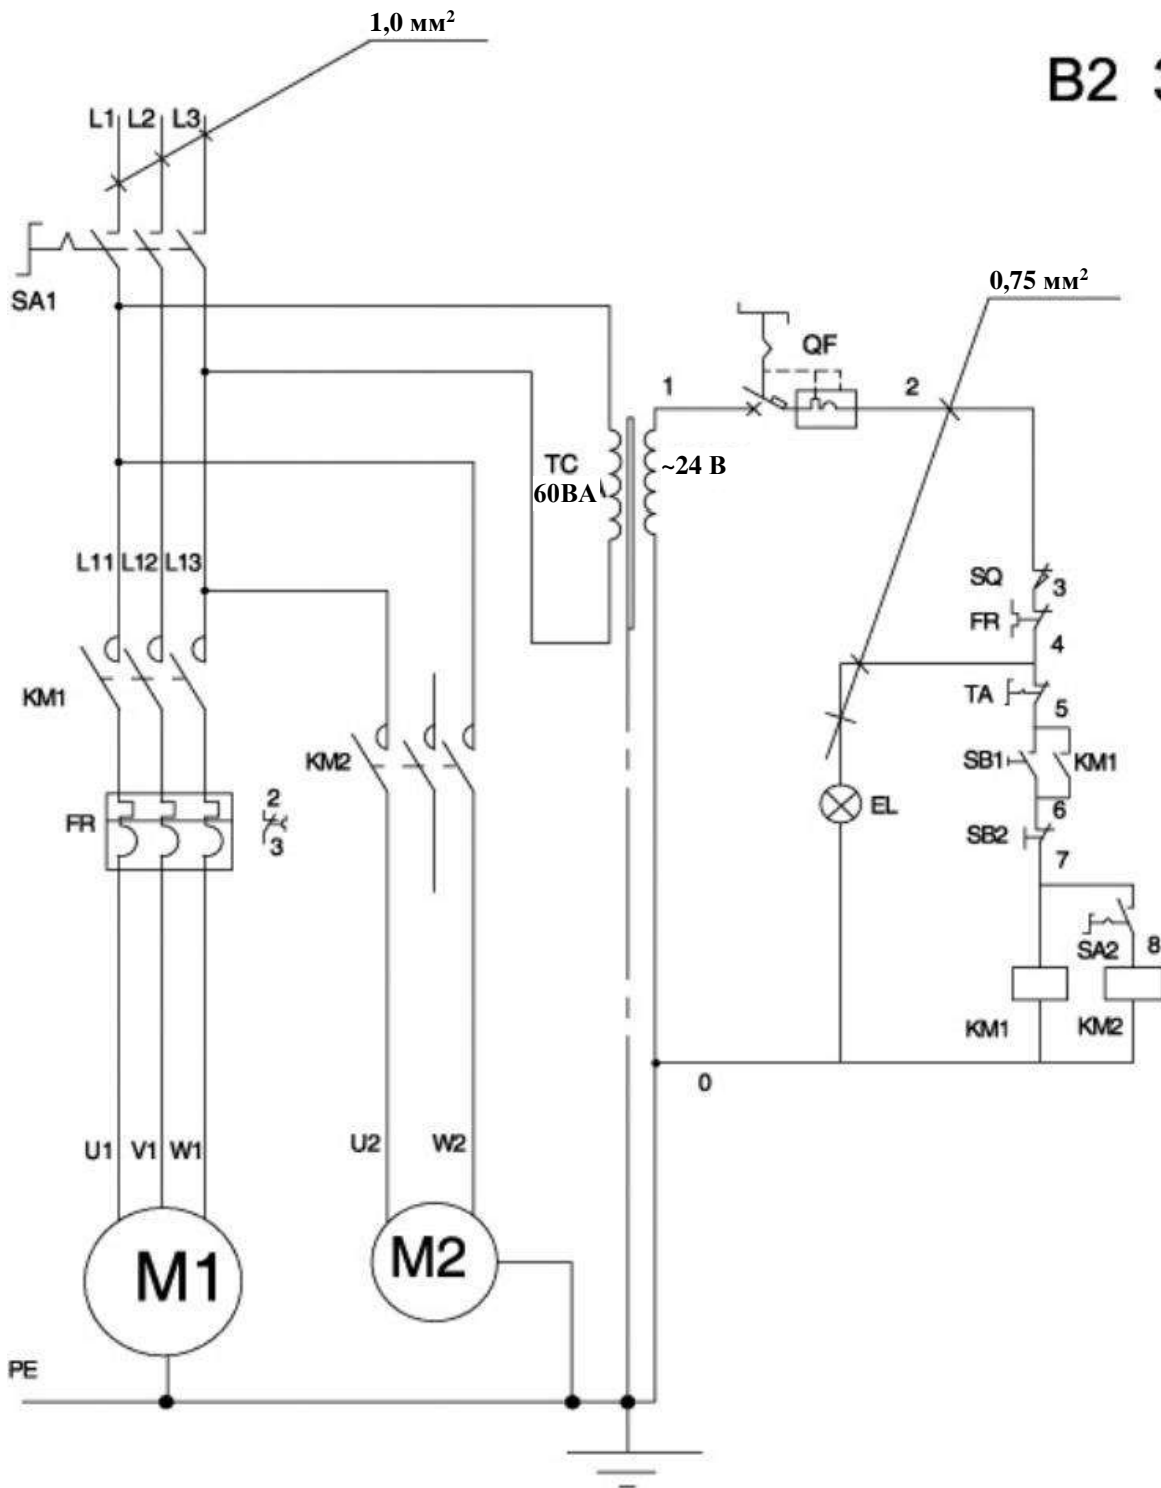 1,0 мм²
B2
L1 L2 L3
SA1
0,75 мм²
QF
1
2
TC
60ВА
~24 В
L11 L12 L13
SQ
3
FR
4
KM1
TA
5
KM2
SB1
KM1
6
EL
FR
2
3
SB2
7
SA2
8
KM1
KM2
0
U1 V1 W1
U2 W2
M1
M2
PE